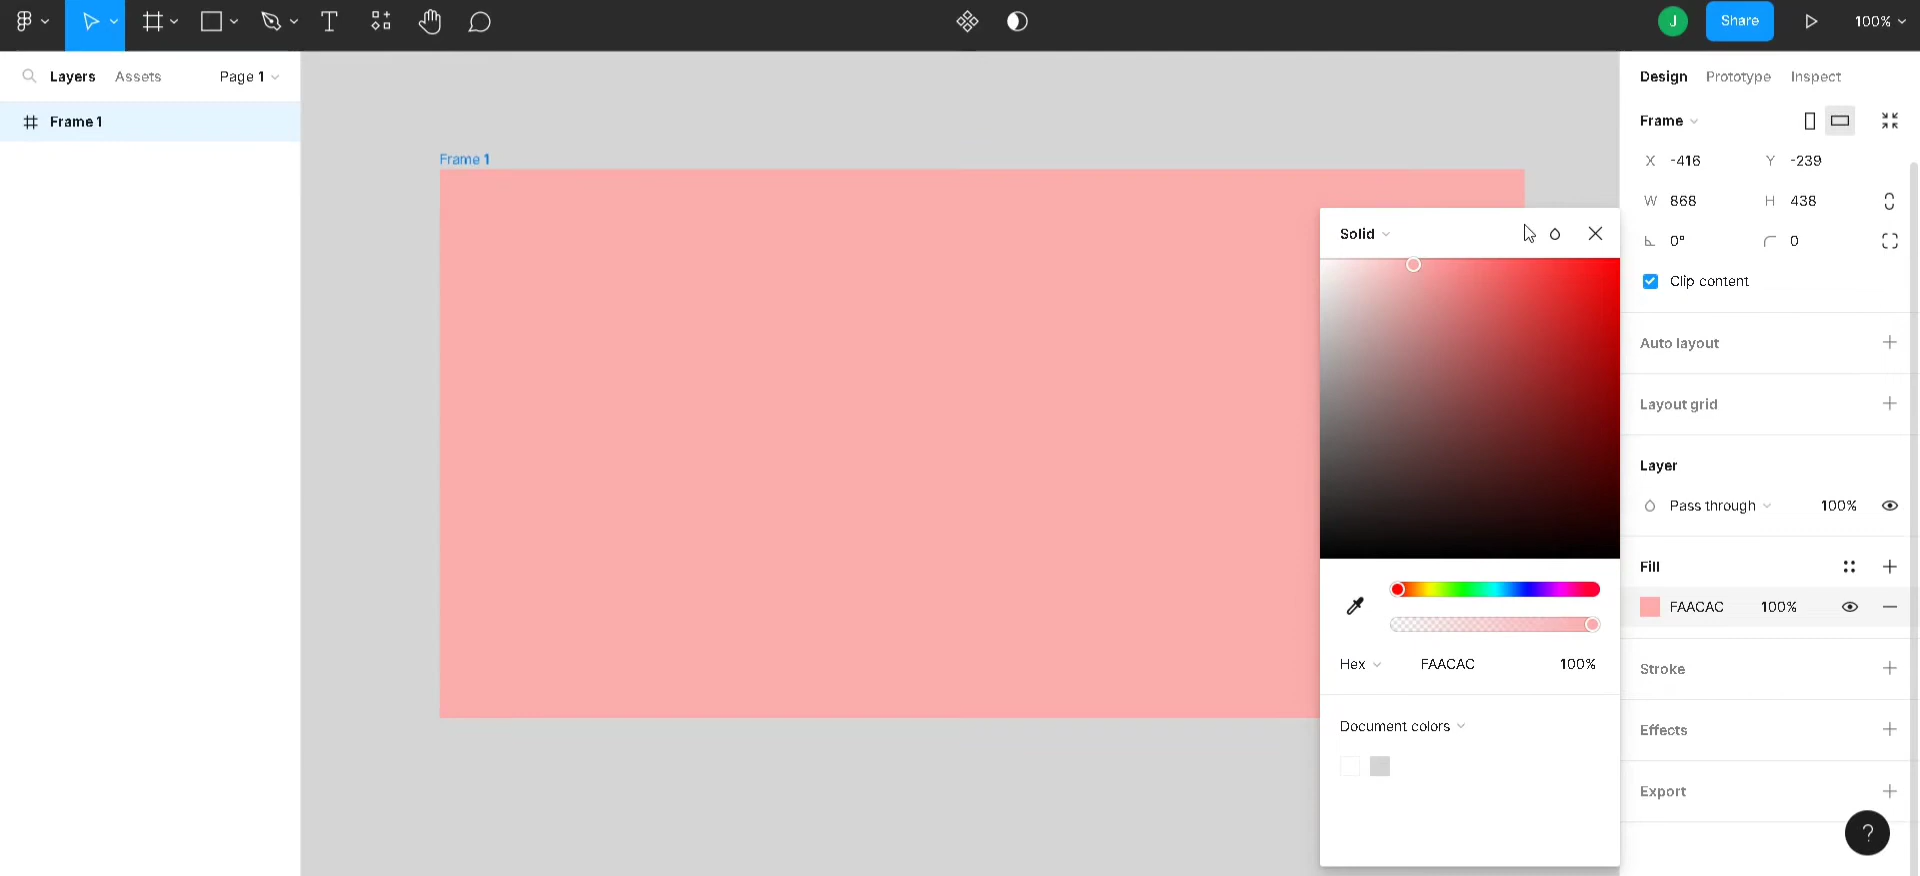 J
Share
100%
Layers
Assets
Page 1
Frame 1
Frame 1
Solid
Hex
FAACAC
100%
Document colors
Design
Prototype
Inspect
Frame
X -416
Y -239
W 868
H 438
0°
0
Clip content
Auto layout
Layout grid
Layer
Pass through
100%
Fill
FAACAC
100%
Stroke
Effects
Export
?